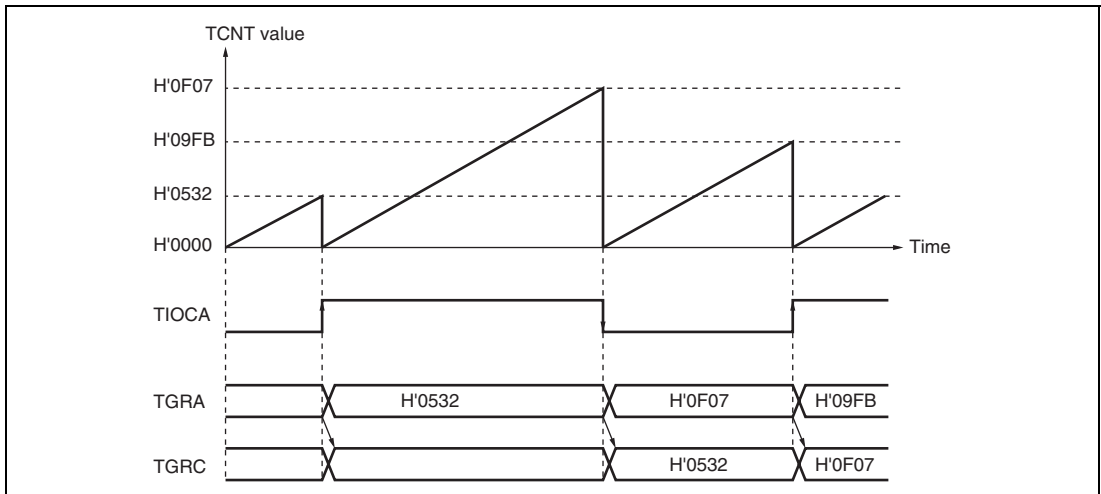 TCNT value
H'0F07
H'09FB
H'0532
H'0000
Time
TIOCA
TGRA H'0532 H'0F07 H'09FB
TGRC H'0532 H'0F07